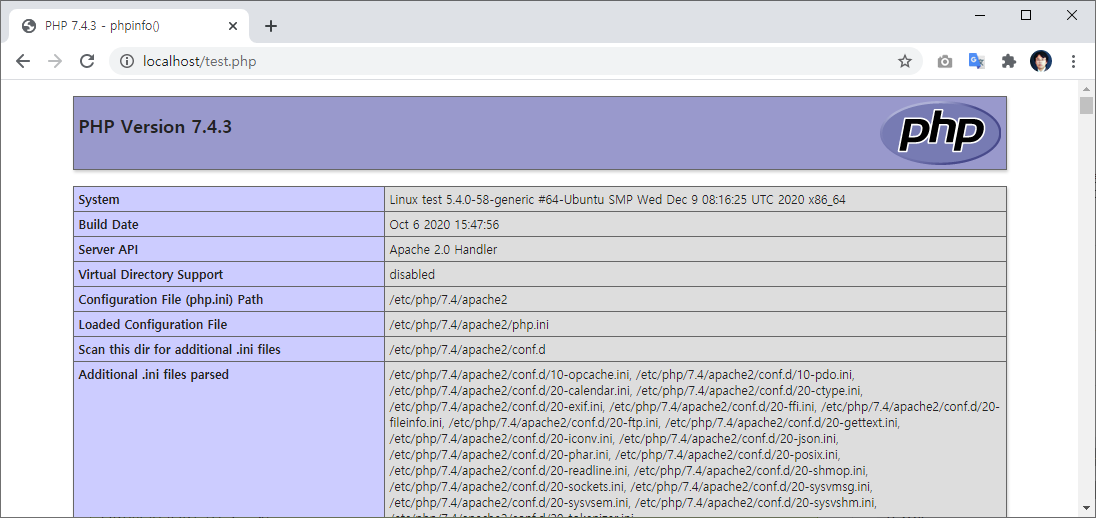 PHP 7.4.3 - phpinfo()
localhost/test.php
PHP Version 7.4.3
php
System
Linux test 5.4.0-58-generic #64-Ubuntu SMP Wed Dec 9 08:16:25 UTC 2020 x86_64
Build Date
Oct 6 2020 15:47:56
Server API
Apache 2.0 Handler
Virtual Directory Support
disabled
Configuration File (php.ini) Path
/etc/php/7.4/apache2
Loaded Configuration File
/etc/php/7.4/apache2/php.ini
Scan this dir for additional .ini files
/etc/php/7.4/apache2/conf.d
Additional .ini files parsed
/etc/php/7.4/apache2/conf.d/10-opcache.ini, /etc/php/7.4/apache2/conf.d/10-pdo.ini,
/etc/php/7.4/apache2/conf.d/20-calendar.ini, /etc/php/7.4/apache2/conf.d/20-ctype.ini,
/etc/php/7.4/apache2/conf.d/20-exif.ini, /etc/php/7.4/apache2/conf.d/20-ffi.ini, /etc/php/7.4/apache2/conf.d/20-
fileinfo.ini, /etc/php/7.4/apache2/conf.d/20-ftp.ini, /etc/php/7.4/apache2/conf.d/20-gettext.ini,
/etc/php/7.4/apache2/conf.d/20-iconv.ini, /etc/php/7.4/apache2/conf.d/20-json.ini,
/etc/php/7.4/apache2/conf.d/20-phar.ini, /etc/php/7.4/apache2/conf.d/20-posix.ini,
/etc/php/7.4/apache2/conf.d/20-readline.ini, /etc/php/7.4/apache2/conf.d/20-shmop.ini,
/etc/php/7.4/apache2/conf.d/20-sockets.ini, /etc/php/7.4/apache2/conf.d/20-sysvmsg.ini,
/etc/php/7.4/apache2/conf.d/20-sysvsem.ini, /etc/php/7.4/apache2/conf.d/20-sysvshm.ini,
/etc/php/7.4/apache2/conf.d/20-tokenizer.ini